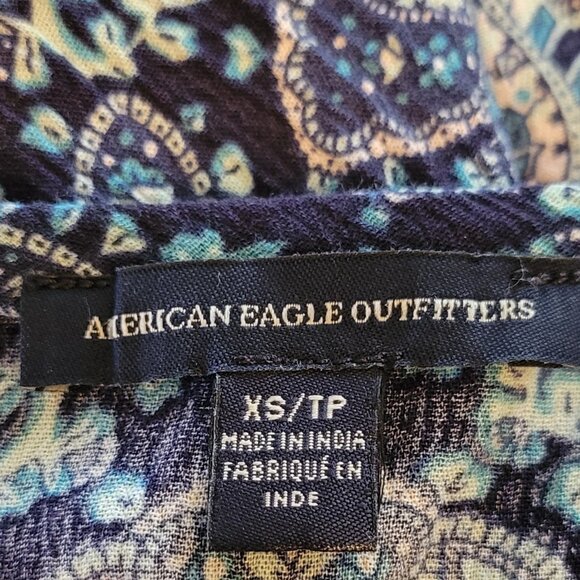 AMERICAN EAGLE OUTFITTERS
XS/TP
MADE IN INDIA
FABRIQUÉ EN
INDE